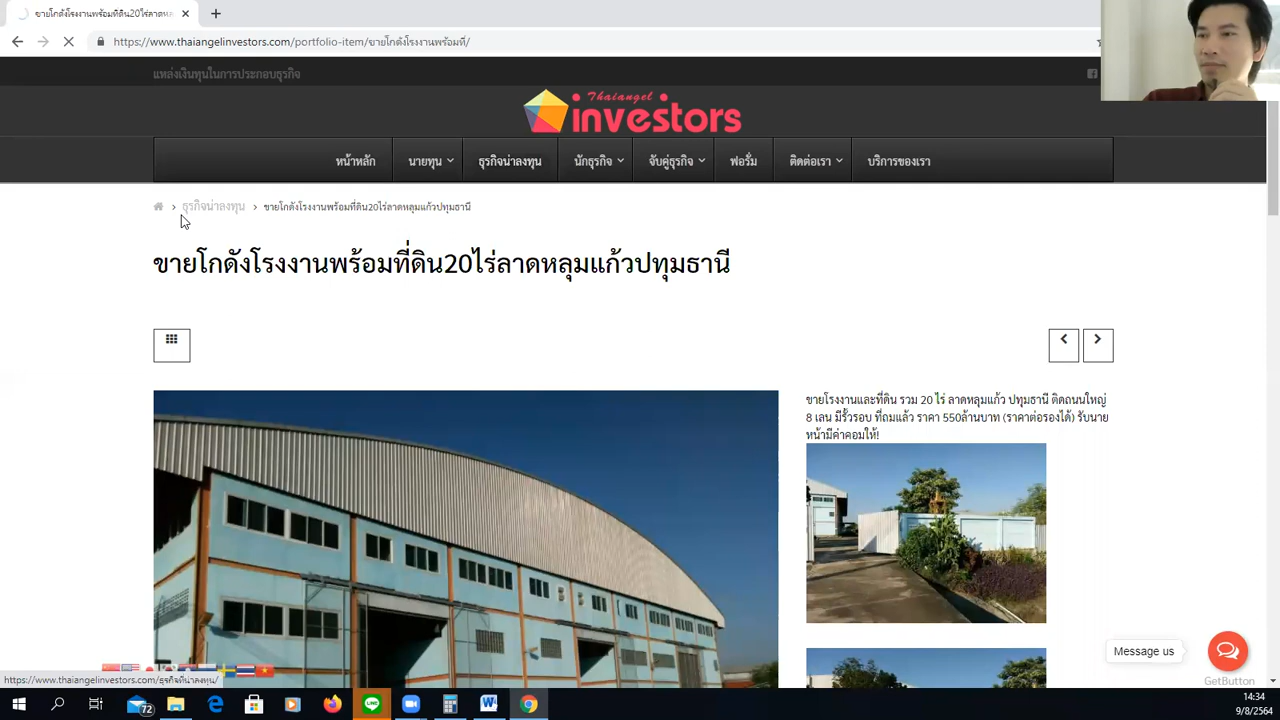 ขายโกดังโรงงานพร้อมที่ดิน20ไร่ลาดหล
https://www.thaiangelinvestors.com/portfolio-item/ขายโกดังโรงงานพร้อมที่/
แหล่งเงินทุนในการประกอบธุรกิจ
Thaiangel
investors
หน้าหลัก นายทุน ธุรกิจน่าลงทุน นักธุรกิจ จับคู่ธุรกิจ ฟอรั่ม ติดต่อเรา บริการของเรา
ธุรกิจน่าลงทุน > ขายโกดังโรงงานพร้อมที่ดิน20ไร่ลาดหลุมแก้วปทุมธานี
ขายโกดังโรงงานพร้อมที่ดิน20ไร่ลาดหลุมแก้วปทุมธานี
ขายโรงงานและที่ดิน รวม 20 ไร่ ลาดหลุมแก้ว ปทุมธานี ติดถนนใหญ่
8 เลน มีรั้วรอบ ที่ถมแล้ว ราคา 550ล้านบาท (ราคาต่อรองได้) รับนาย
หน้ามีค่าคอมให้!
Message us
GetButton
https://www.thaiangelinvestors.com/ธุรกิจที่น่าลงทุน/
72
14:34
9/8/2564